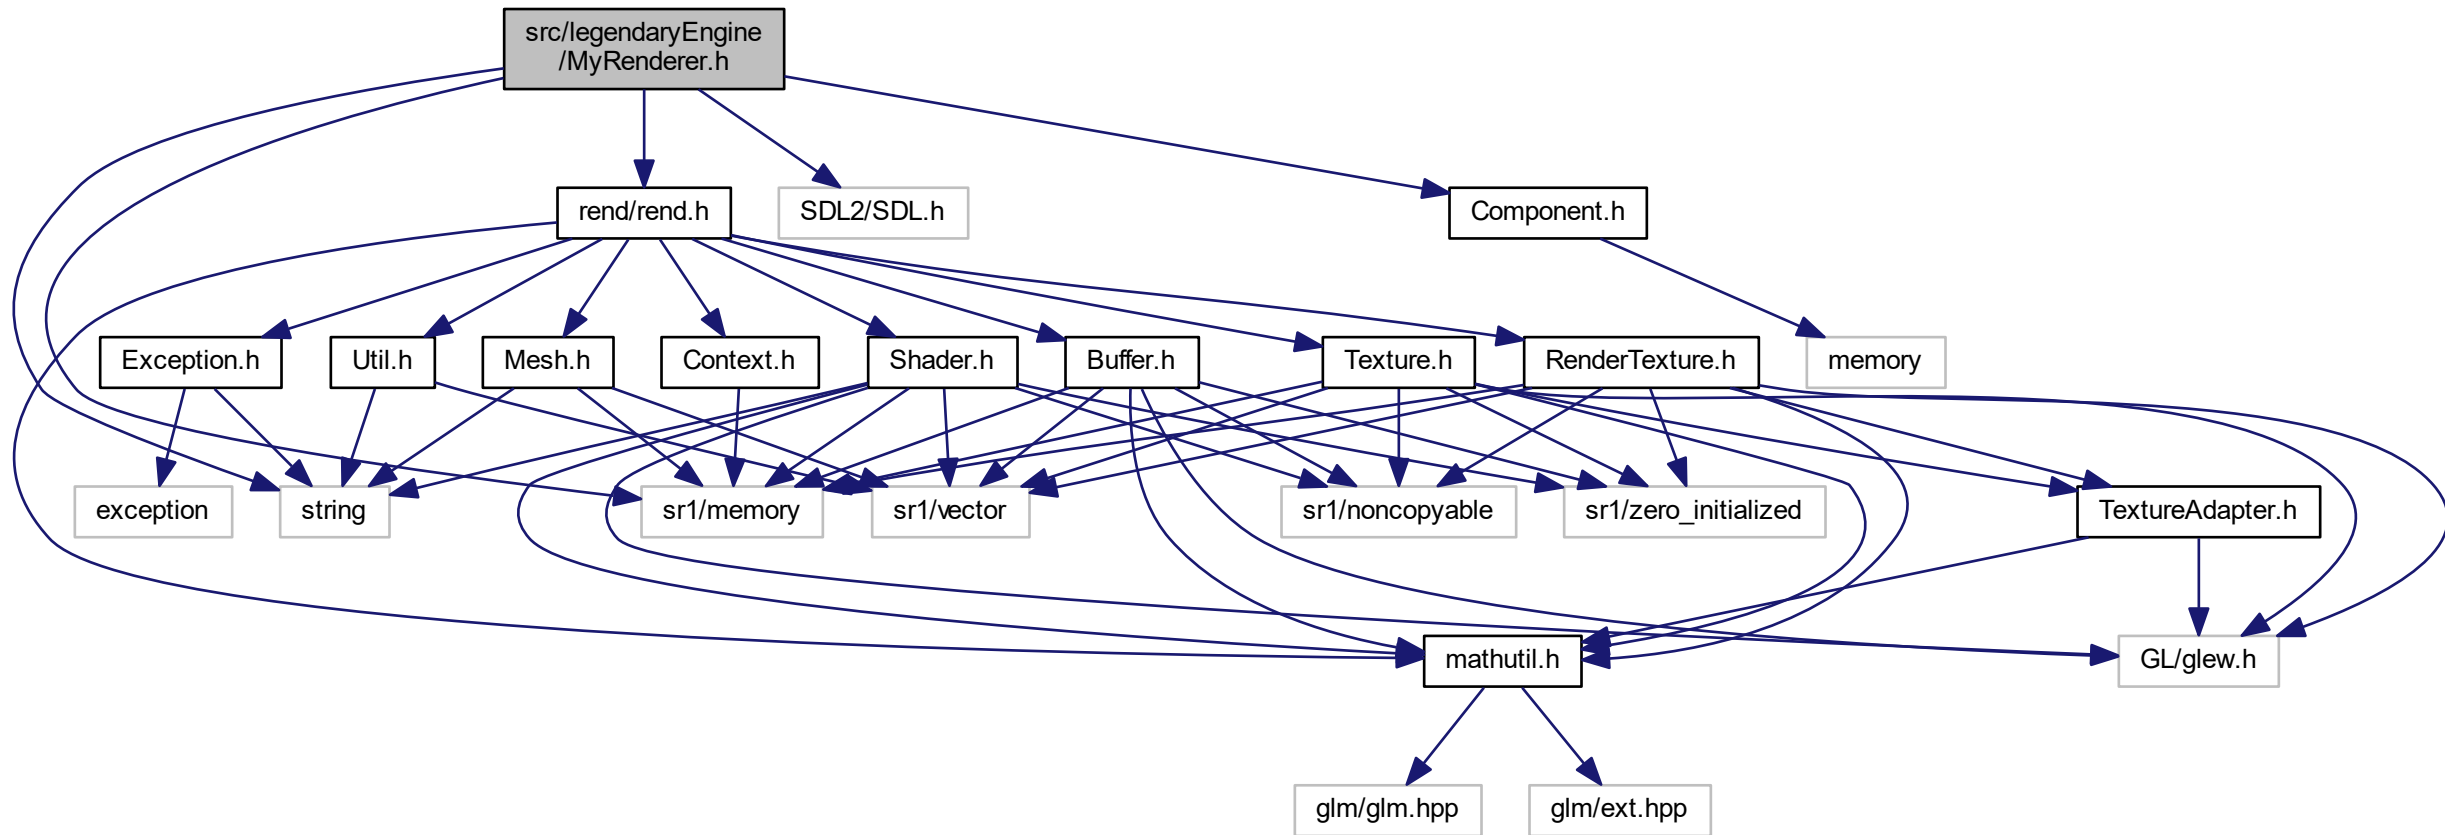 src/legendaryEngine
/MyRenderer.h
rend/rend.h
SDL2/SDL.h
Component.h
Exception.h
Util.h
Mesh.h
Context.h
Shader.h
Buffer.h
Texture.h
RenderTexture.h
memory
exception
string
sr1/memory
sr1/vector
sr1/noncopyable
sr1/zero_initialized
TextureAdapter.h
mathutil.h
GL/glew.h
glm/glm.hpp
glm/ext.hpp